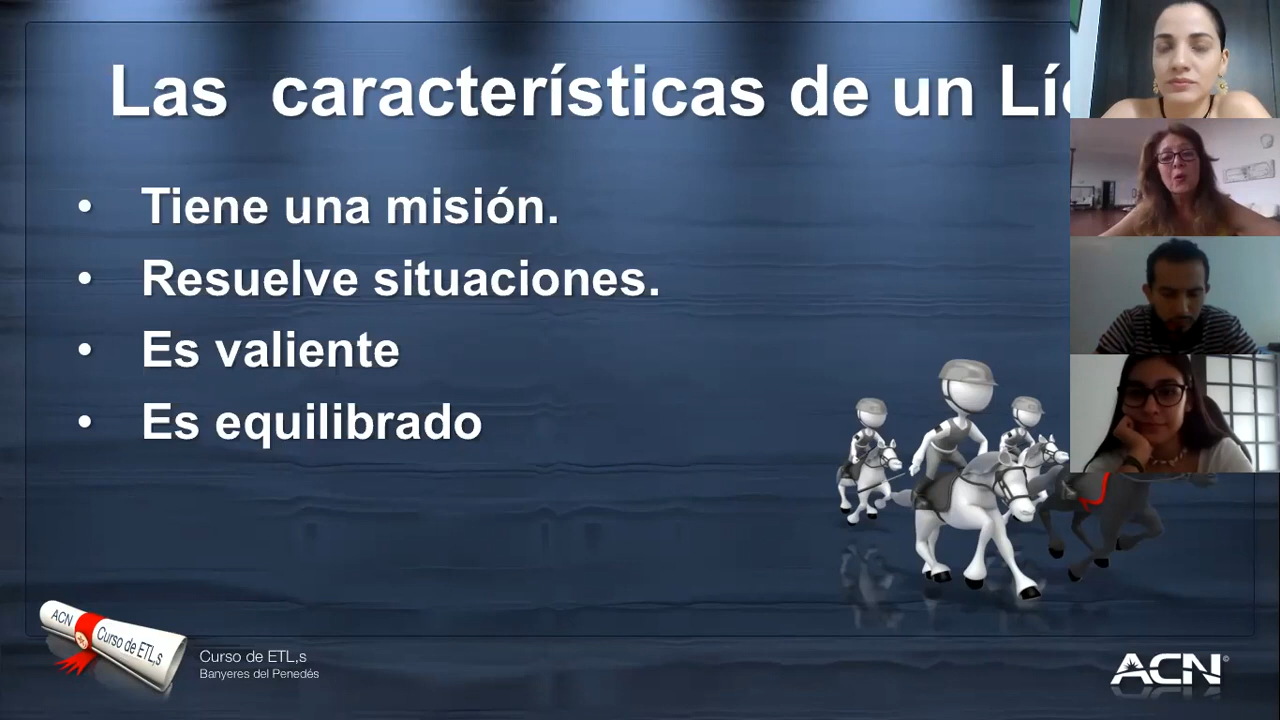 Las características de un Líd
Tiene una misión.
Resuelve situaciones.
Es valiente
Es equilibrado
ACN
Curso de ETL,s
Curso de ETL,s
Banyeres del Penedés
ACN